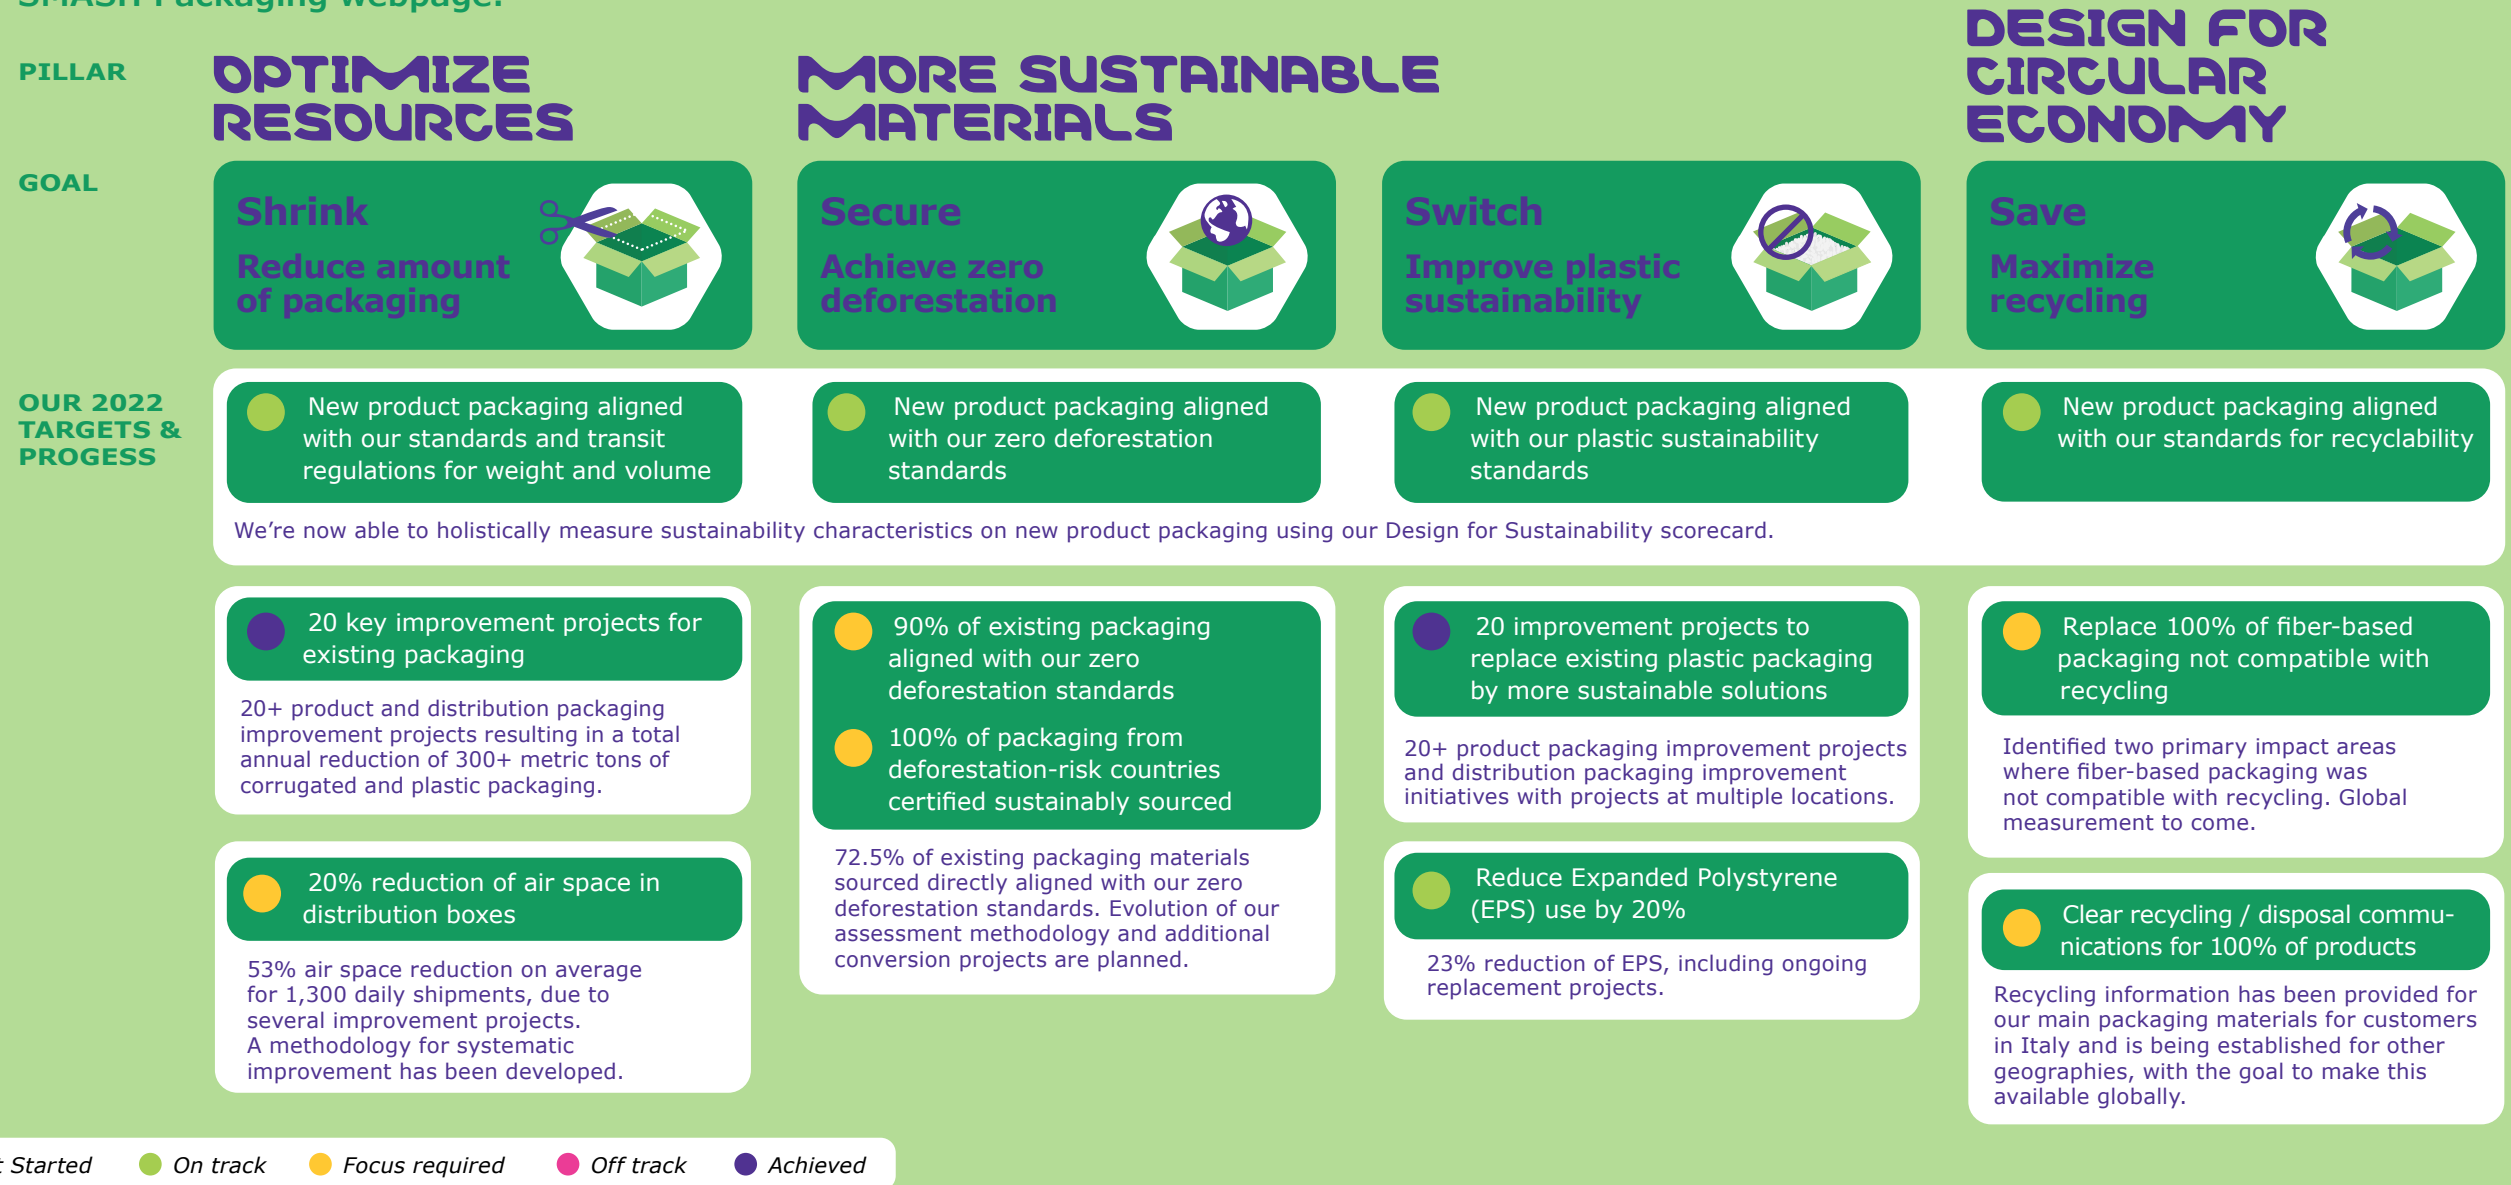 SMASH Packaging webpage.
PILLAR
OPTIMIZE
RESOURCES
MORE SUSTAINABLE
MATERIALS
DESIGN FOR
CIRCULAR
ECONOMY
GOAL
Shrink
Reduce amount
of packaging
Secure
Achieve zero
deforestation
Switch
Improve plastic
sustainability
Save
Maximize
recycling
OUR 2022
TARGETS &
PROGESS
New product packaging aligned
with our standards and transit
regulations for weight and volume
New product packaging aligned
with our zero deforestation
standards
New product packaging aligned
with our plastic sustainability
standards
New product packaging aligned
with our standards for recyclability
We’re now able to holistically measure sustainability characteristics on new product packaging using our Design for Sustainability scorecard.
20 key improvement projects for
existing packaging
20+ product and distribution packaging
improvement projects resulting in a total
annual reduction of 300+ metric tons of
corrugated and plastic packaging.
20% reduction of air space in
distribution boxes
53% air space reduction on average
for 1,300 daily shipments, due to
several improvement projects.
A methodology for systematic
improvement has been developed.
90% of existing packaging
aligned with our zero
deforestation standards
100% of packaging from
deforestation-risk countries
certified sustainably sourced
72.5% of existing packaging materials
sourced directly aligned with our zero
deforestation standards. Evolution of our
assessment methodology and additional
conversion projects are planned.
20 improvement projects to
replace existing plastic packaging
by more sustainable solutions
20+ product packaging improvement projects
and distribution packaging improvement
initiatives with projects at multiple locations.
Reduce Expanded Polystyrene
(EPS) use by 20%
23% reduction of EPS, including ongoing
replacement projects.
Replace 100% of fiber-based
packaging not compatible with
recycling
Identified two primary impact areas
where fiber-based packaging was
not compatible with recycling. Global
measurement to come.
Clear recycling / disposal commu-
nications for 100% of products
Recycling information has been provided for
our main packaging materials for customers
in Italy and is being established for other
geographies, with the goal to make this
available globally.
Started
On track
Focus required
Off track
Achieved